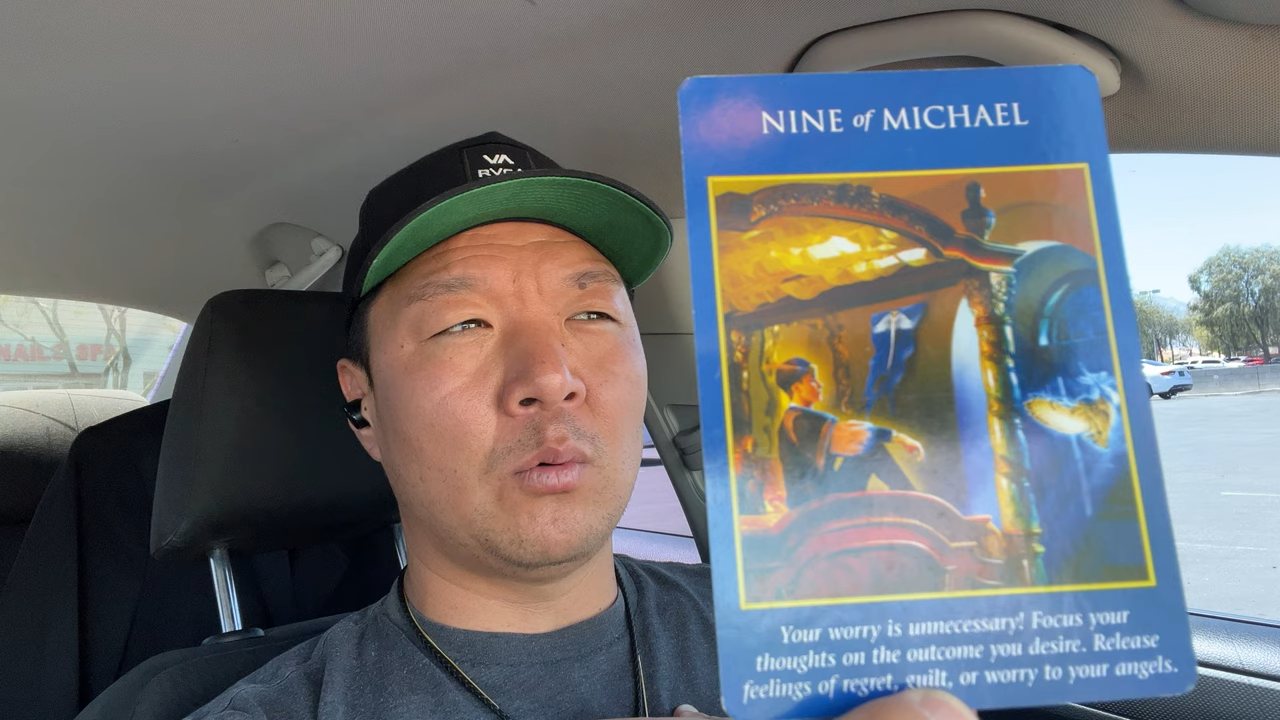 NINE of MICHAEL
VA
RVCA
NAILS SPA
Your worry is unnecessary! Focus your
thoughts on the outcome you desire. Release
feelings of regret, guilt, or worry to your angels.